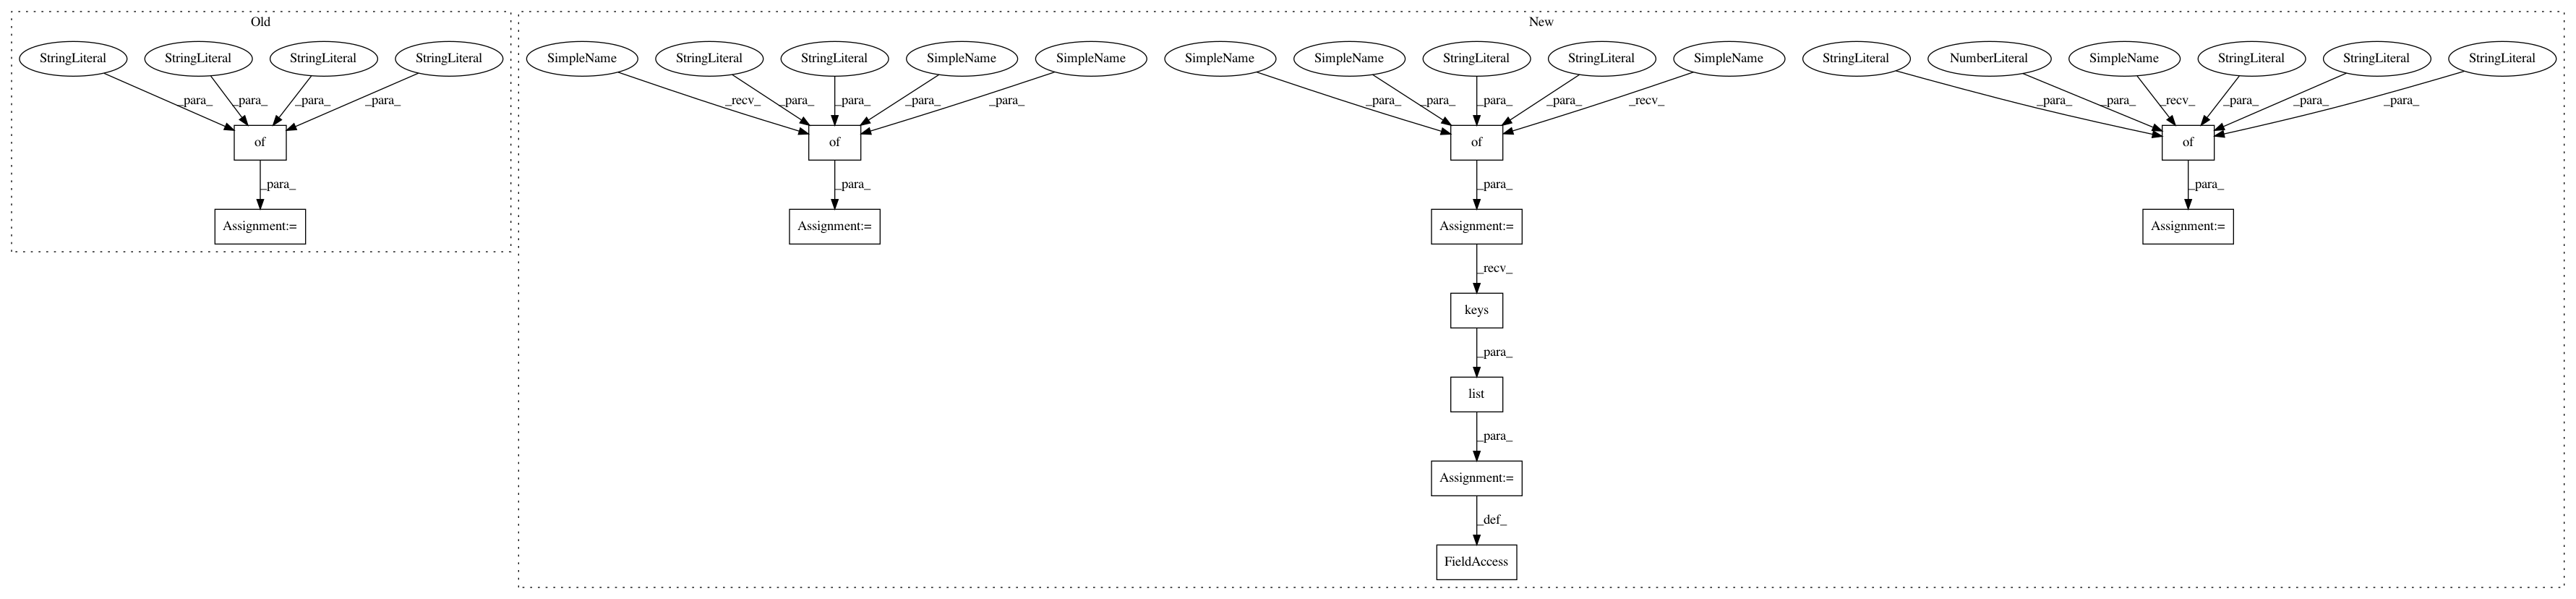 Old
New
StringLiteral StringLiteral StringLiteral StringLiteral SimpleName StringLiteral StringLiteral SimpleName SimpleName SimpleName SimpleName StringLiteral StringLiteral SimpleName StringLiteral NumberLiteral SimpleName StringLiteral StringLiteral StringLiteral
_para_ _para_ _para_ _para_ _recv_ _para_ _para_ _para_ _para_ _para_ _para_ _para_ _para_ _recv_ _para_ _para_ _recv_ _para_ _para_ _para_
of of of of
_para_ _para_ _para_ _para_
Assignment:= Assignment:= Assignment:= Assignment:=
_recv_
keys
_para_
list
_para_
Assignment:=
_def_
FieldAccess